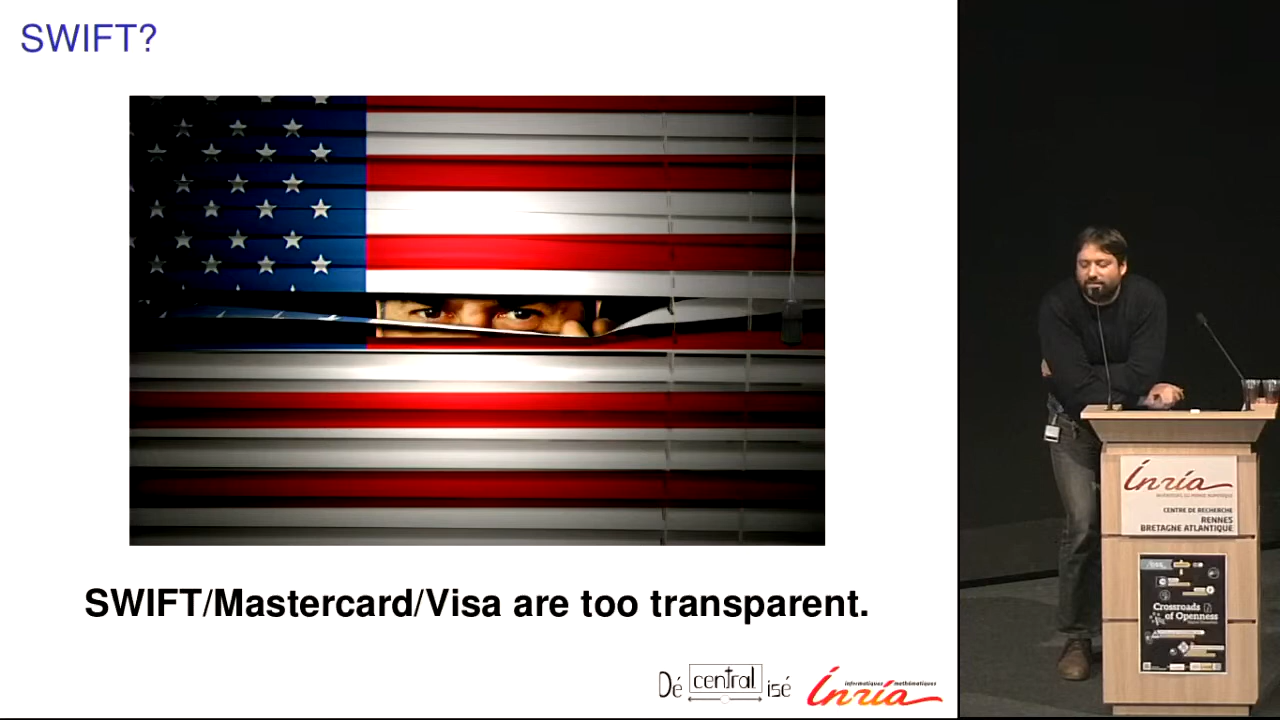 SWIFT?
SWIFT/Mastercard/Visa are too transparent.
Dé central isé
informatiques mathématiques
Inria
Inria
CENTRE DE RECHERCHE
RENNES
BRETAGNE ATLANTIQUE
Crossroads
of Openness